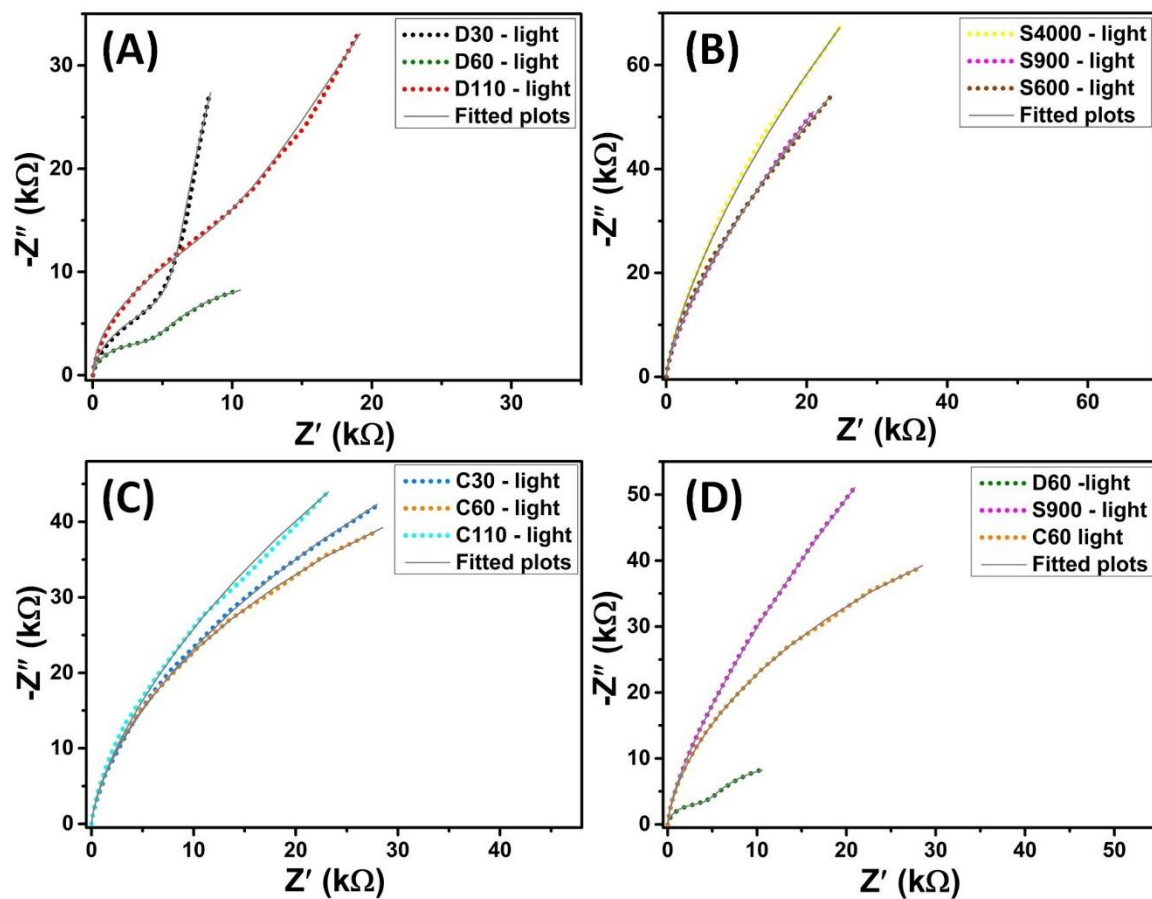 (A)
D30 - light
D60 - light
D110 - light
Fitted plots
30
20
10
0
-Z″ (kΩ)
0 10 20 30
Z′ (kΩ)
(B)
S4000 - light
S900 - light
S600 - light
Fitted plots
60
40
20
0
-Z″ (kΩ)
0 20 40 60
Z′ (kΩ)
(C)
C30 - light
C60 - light
C110 - light
Fitted plots
40
30
20
10
0
-Z″ (kΩ)
0 10 20 30 40
Z′ (kΩ)
(D)
D60 -light
S900 - light
C60 light
Fitted plots
50
40
30
20
10
0
-Z″ (kΩ)
0 10 20 30 40 50
Z′ (kΩ)